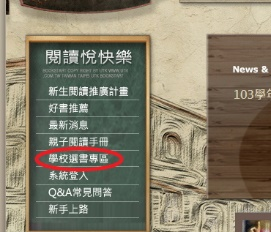 閱讀悅快樂
新生閱讀推廣計畫
好書推薦
最新消息
親子閱讀手冊
學校選書專區
系統登入
Q&A常見問答
新手上路
News &
103學年